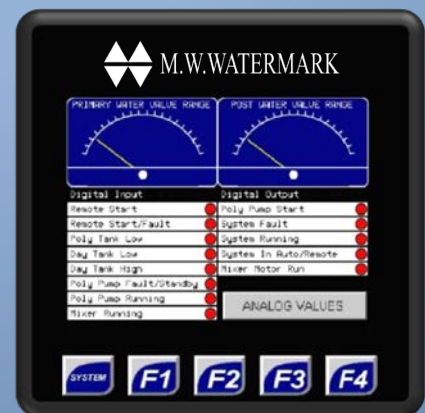 M.W.WATERMARK
PRIMARY WATER VALVE RANGE
POST WATER VALVE RANGE
Digital Input
Digital Output
Remote Start
Poly Pump Start
Remote Start/Fault
System Fault
Poly Tank Low
System Running
Day Tank Low
System In Auto/Remote
Day Tank High
Mixer Motor Run
Poly Pump Fault/Standby
Poly Pump Running
ANALOG VALUES
Mixer Running
SYSTEM
F1
F2
F3
F4